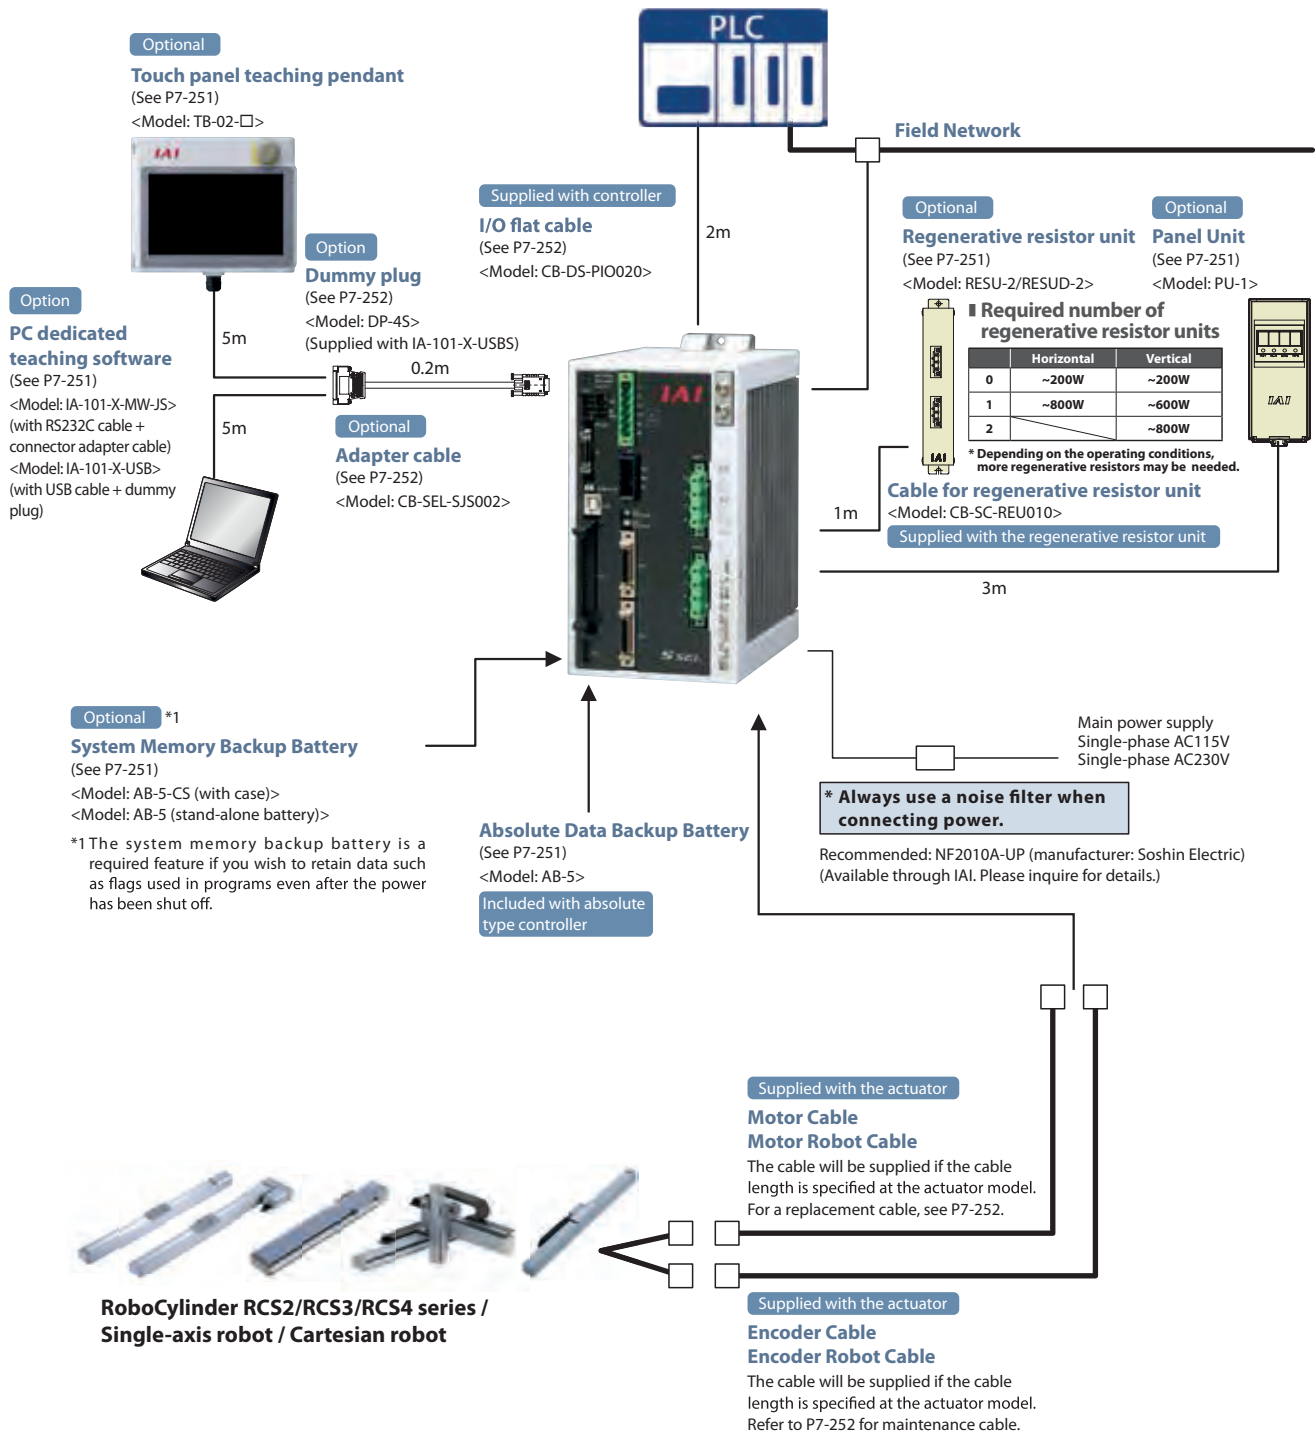 PLC
Optional
Touch panel teaching pendant
(See P7-251)
<Model: TB-02-□>
IAI
Field Network
Supplied with controller
I/O flat cable
(See P7-252)
<Model: CB-DS-PIO020>
2m
Optional
Regenerative resistor unit
(See P7-251)
<Model: RESU-2/RESUD-2>
Optional
Panel Unit
(See P7-251)
<Model: PU-1>
Option
Dummy plug
(See P7-252)
<Model: DP-4S>
(Supplied with IA-101-X-USBS)
Option
PC dedicated
teaching software
(See P7-251)
<Model: IA-101-X-MW-JS>
(with RS232C cable +
connector adapter cable)
<Model: IA-101-X-USB>
(with USB cable + dummy
plug)
5m
0.2m
5m
Optional
Adapter cable
(See P7-252)
<Model: CB-SEL-SJS002>
Required number of
regenerative resistor units
Horizontal Vertical
0 ~200W ~200W
1 ~800W ~600W
2 ~800W
* Depending on the operating conditions,
more regenerative resistors may be needed.
IAI
IAI
IAI
S SEL
Cable for regenerative resistor unit
<Model: CB-SC-REU010>
Supplied with the regenerative resistor unit
1m
3m
Optional *1
System Memory Backup Battery
(See P7-251)
<Model: AB-5-CS (with case)>
<Model: AB-5 (stand-alone battery)>
*1 The system memory backup battery is a
required feature if you wish to retain data such
as flags used in programs even after the power
has been shut off.
Absolute Data Backup Battery
(See P7-251)
<Model: AB-5>
Included with absolute
type controller
Main power supply
Single-phase AC115V
Single-phase AC230V
* Always use a noise filter when
connecting power.
Recommended: NF2010A-UP (manufacturer: Soshin Electric)
(Available through IAI. Please inquire for details.)
Supplied with the actuator
Motor Cable
Motor Robot Cable
The cable will be supplied if the cable
length is specified at the actuator model.
For a replacement cable, see P7-252.
RoboCylinder RCS2/RCS3/RCS4 series /
Single-axis robot / Cartesian robot
Supplied with the actuator
Encoder Cable
Encoder Robot Cable
The cable will be supplied if the cable
length is specified at the actuator model.
Refer to P7-252 for maintenance cable.